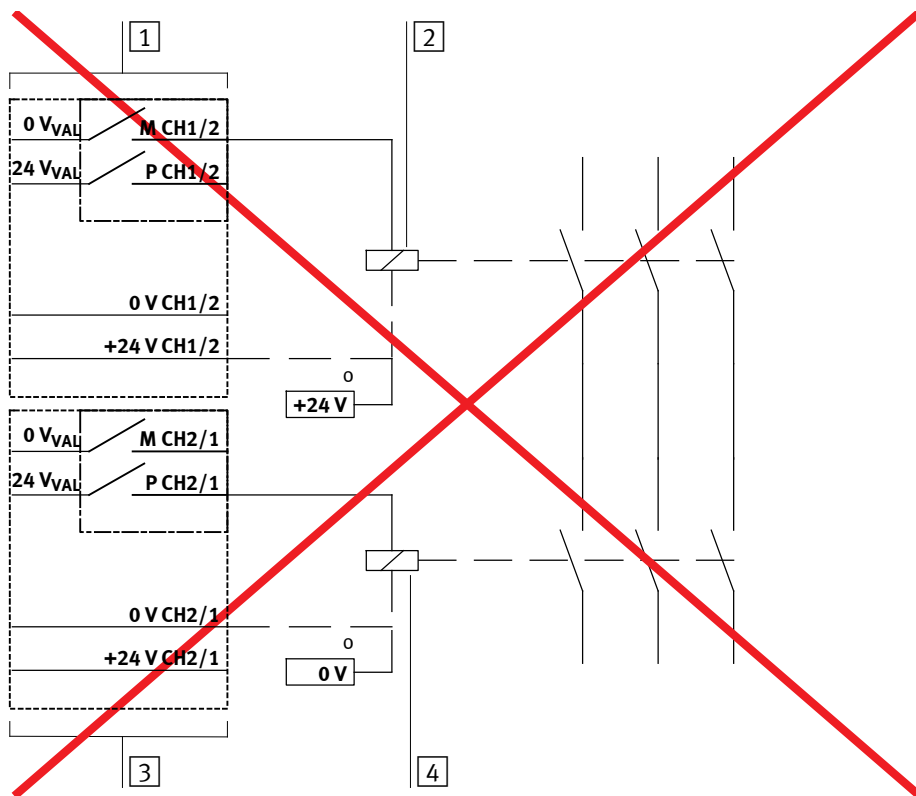 1
2
0 VVAL
M CH1/2
24 VVAL
P CH1/2
0 V CH1/2
+24 V CH1/2
o
+24 V
0 VVAL
M CH2/1
24 VVAL
P CH2/1
0 V CH2/1
o
+24 V CH2/1
0 V
3
4